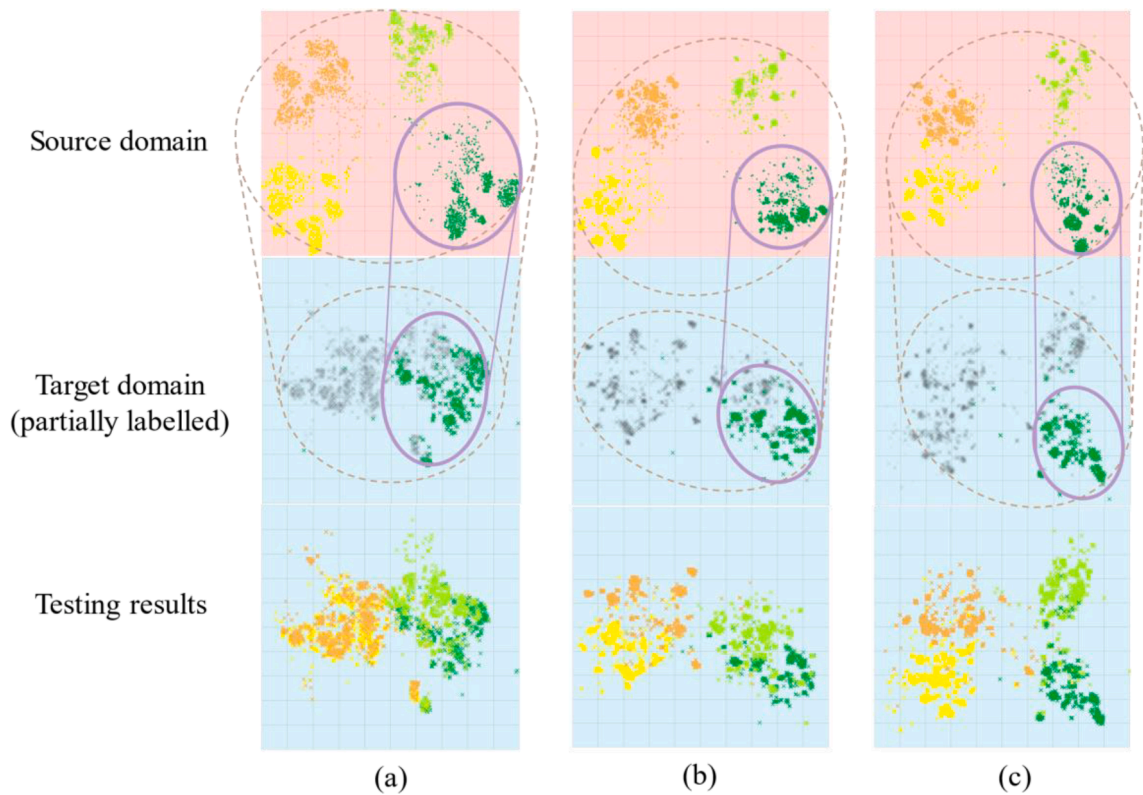 Source domain
Target domain
(partially labelled)
Testing results
(a)
(b)
(c)